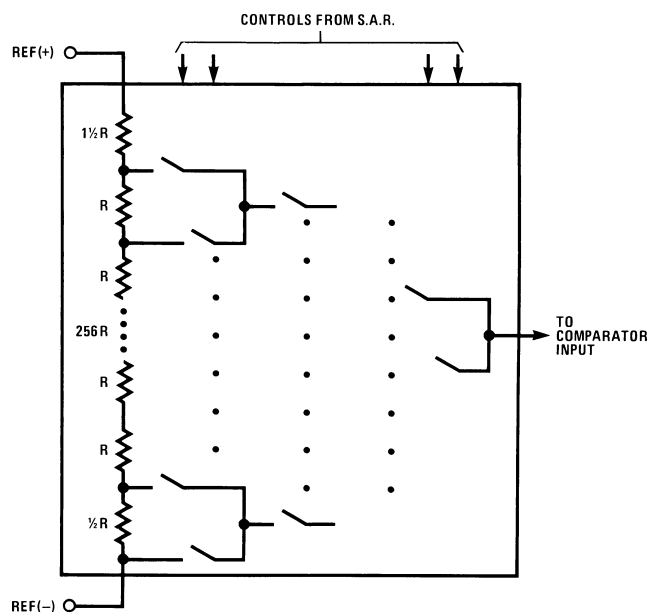 CONTROLS FROM S.A.R.
REF(+)
1½R
R
R
256R
R
R
½R
TO
COMPARATOR
INPUT
REF(−)